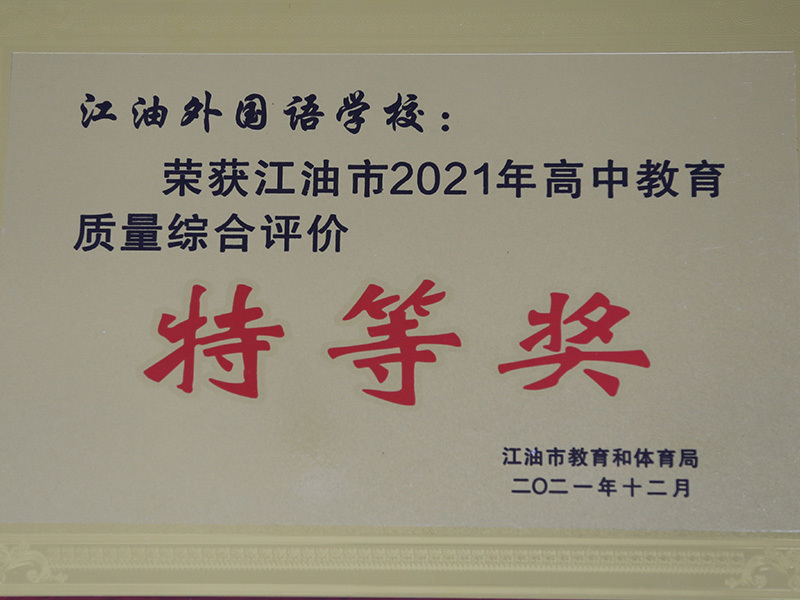 江油外国语学校：
荣获江油市2021年高中教育
质量综合评价
特等奖
江油市教育和体育局
二〇二一年十二月